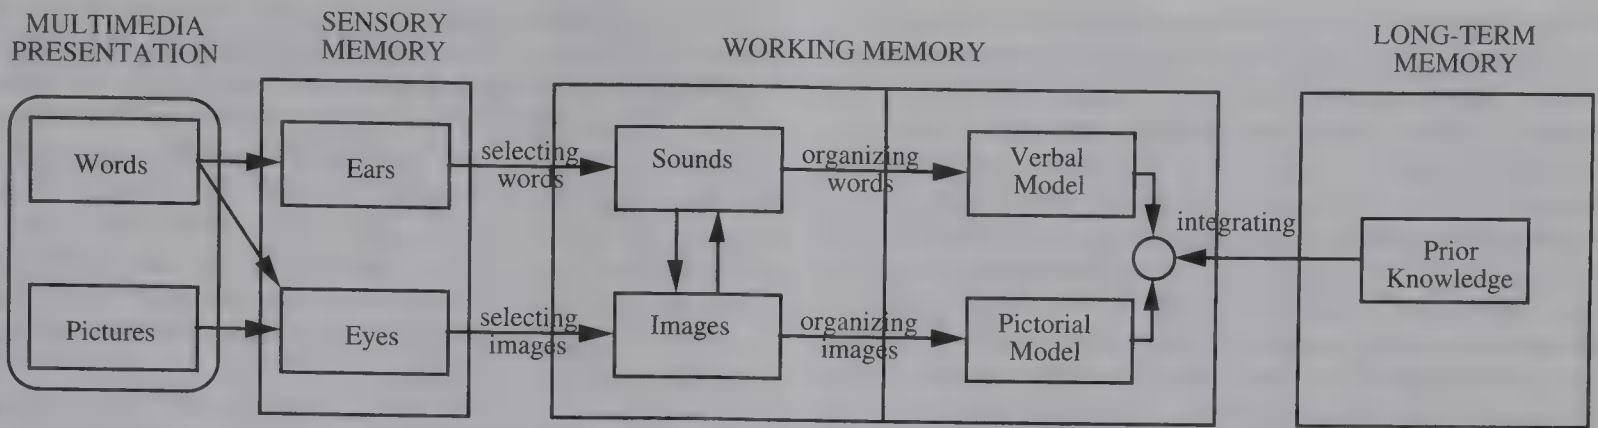 MULTIMEDIA
PRESENTATION
SENSORY
MEMORY
WORKING MEMORY
LONG-TERM
MEMORY
Words
Pictures
Ears
Eyes
selecting
words
selecting
images
Sounds
Images
organizing
words
organizing
images
Verbal
Model
Pictorial
Model
integrating
Prior
Knowledge